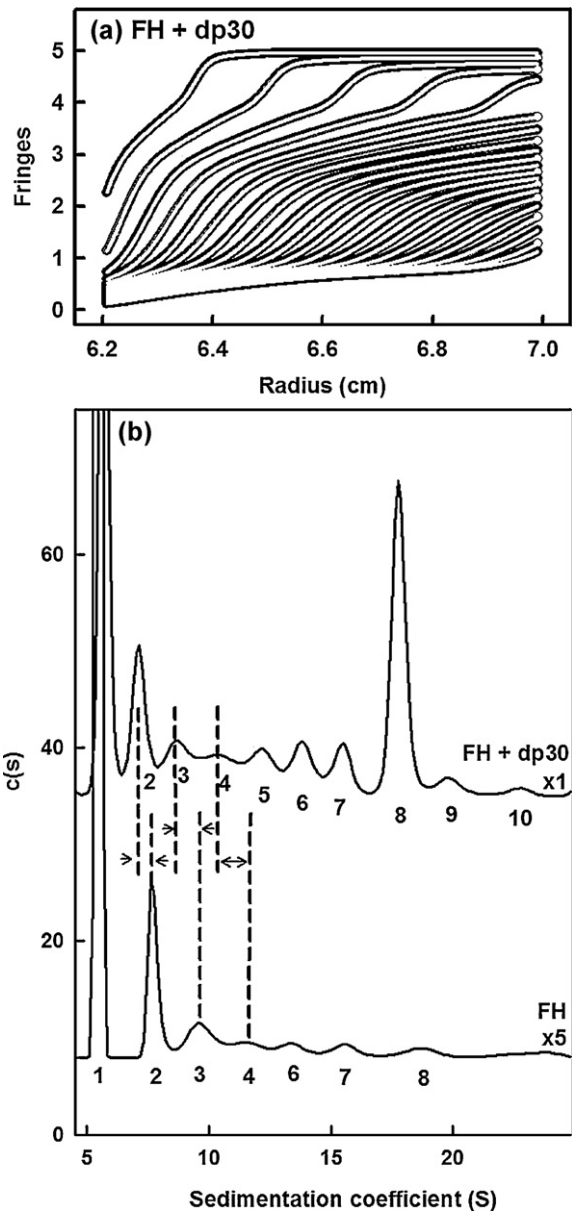 (a) FH + dp30
5
4
3
2
1
0
Fringes
6.2 6.4 6.6 6.8 7.0
Radius (cm)
(b)
60
40
20
0
c(s)
2 3 4 5 6 7 8 9 10
FH + dp30
x1
FH
x5
1 2 3 4 6 7 8
5 10 15 20
Sedimentation coefficient (S)